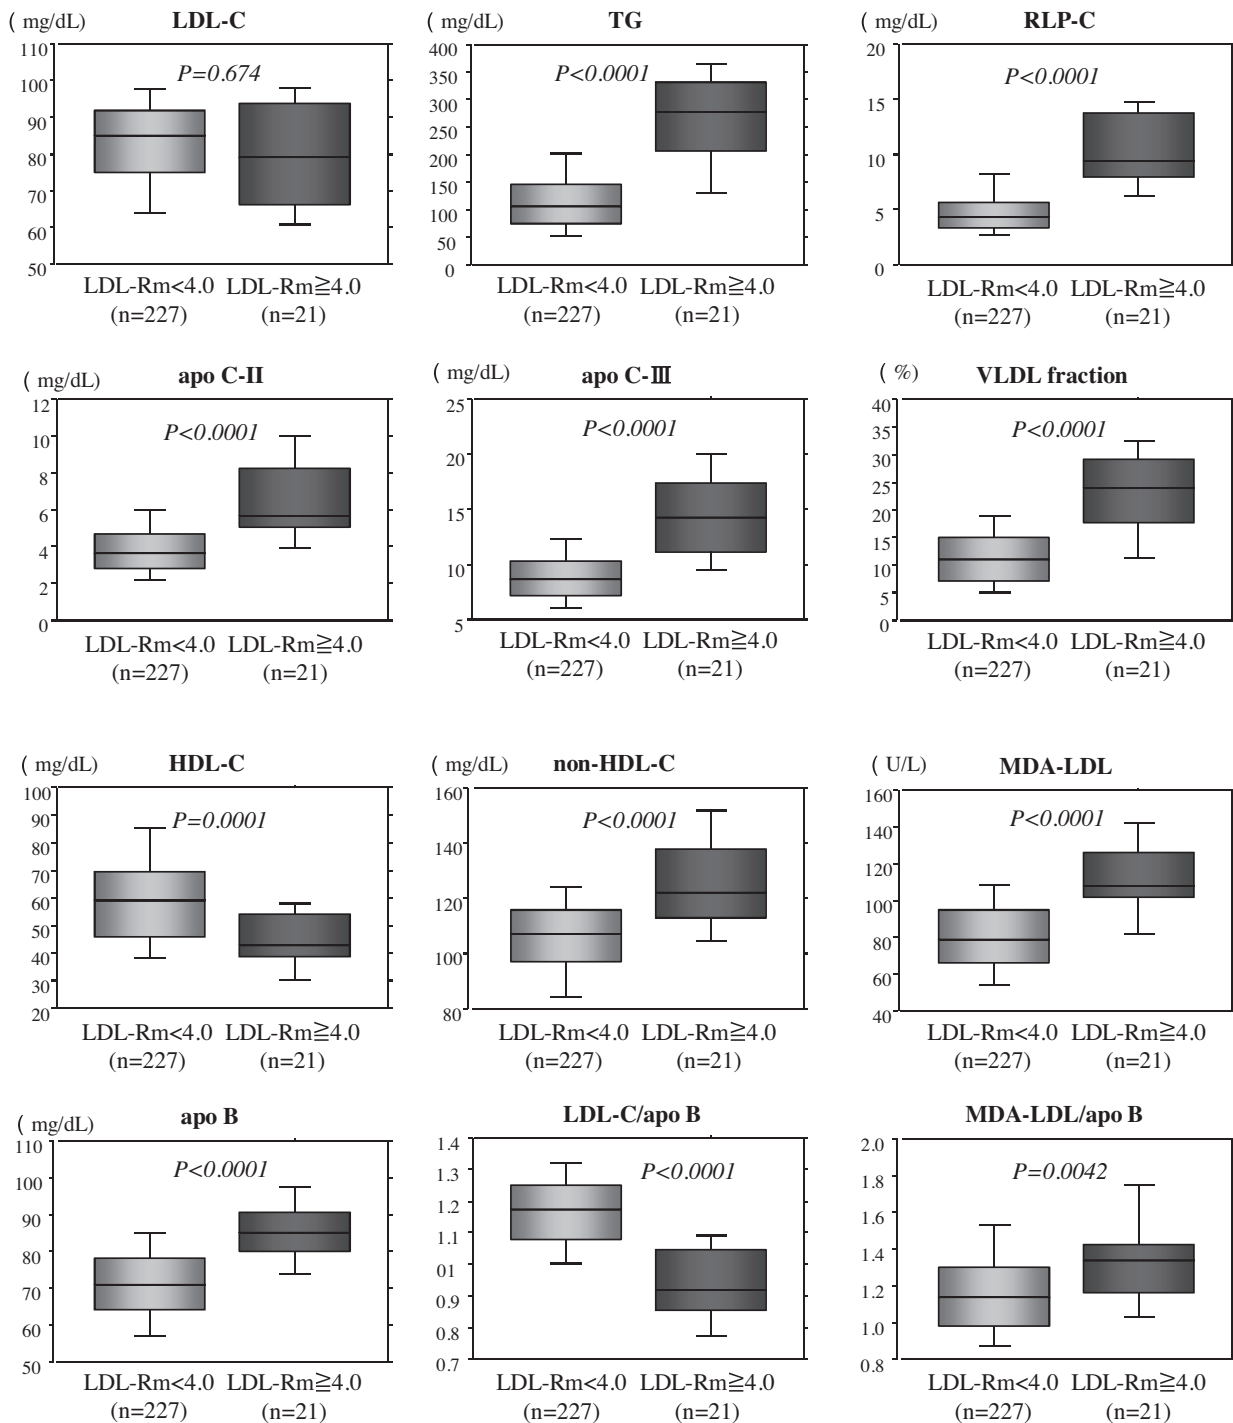 ( mg/dL) LDL-C
110
100
90
80
70
60
50
P=0.674
LDL-Rm<4.0 LDL-Rm≧4.0
(n=227) (n=21)
( mg/dL) TG
400
350
300
250
200
150
100
50
0
P<0.0001
LDL-Rm<4.0 LDL-Rm≧4.0
(n=227) (n=21)
( mg/dL) RLP-C
20
15
10
5
0
P<0.0001
LDL-Rm<4.0 LDL-Rm≧4.0
(n=227) (n=21)
( mg/dL) apo C-II
12
10
8
6
4
2
0
P<0.0001
LDL-Rm<4.0 LDL-Rm≧4.0
(n=227) (n=21)
( mg/dL) apo C-Ⅲ
25
20
15
10
5
P<0.0001
LDL-Rm<4.0 LDL-Rm≧4.0
(n=227) (n=21)
( %) VLDL fraction
40
35
30
25
20
15
10
5
0
P<0.0001
LDL-Rm<4.0 LDL-Rm≧4.0
(n=227) (n=21)
( mg/dL) HDL-C
100
90
80
70
60
50
40
30
20
P=0.0001
LDL-Rm<4.0 LDL-Rm≧4.0
(n=227) (n=21)
( mg/dL) non-HDL-C
160
140
120
100
80
P<0.0001
LDL-Rm<4.0 LDL-Rm≧4.0
(n=227) (n=21)
( U/L) MDA-LDL
160
140
120
100
80
60
40
P<0.0001
LDL-Rm<4.0 LDL-Rm≧4.0
(n=227) (n=21)
( mg/dL) apo B
110
100
90
80
70
60
50
P<0.0001
LDL-Rm<4.0 LDL-Rm≧4.0
(n=227) (n=21)
LDL-C/apo B
1.4
1.3
1.2
1.1
01
0.9
0.8
0.7
P<0.0001
LDL-Rm<4.0 LDL-Rm≧4.0
(n=227) (n=21)
MDA-LDL/apo B
2.0
1.8
1.6
1.4
1.2
1.0
0.8
P=0.0042
LDL-Rm<4.0 LDL-Rm≧4.0
(n=227) (n=21)